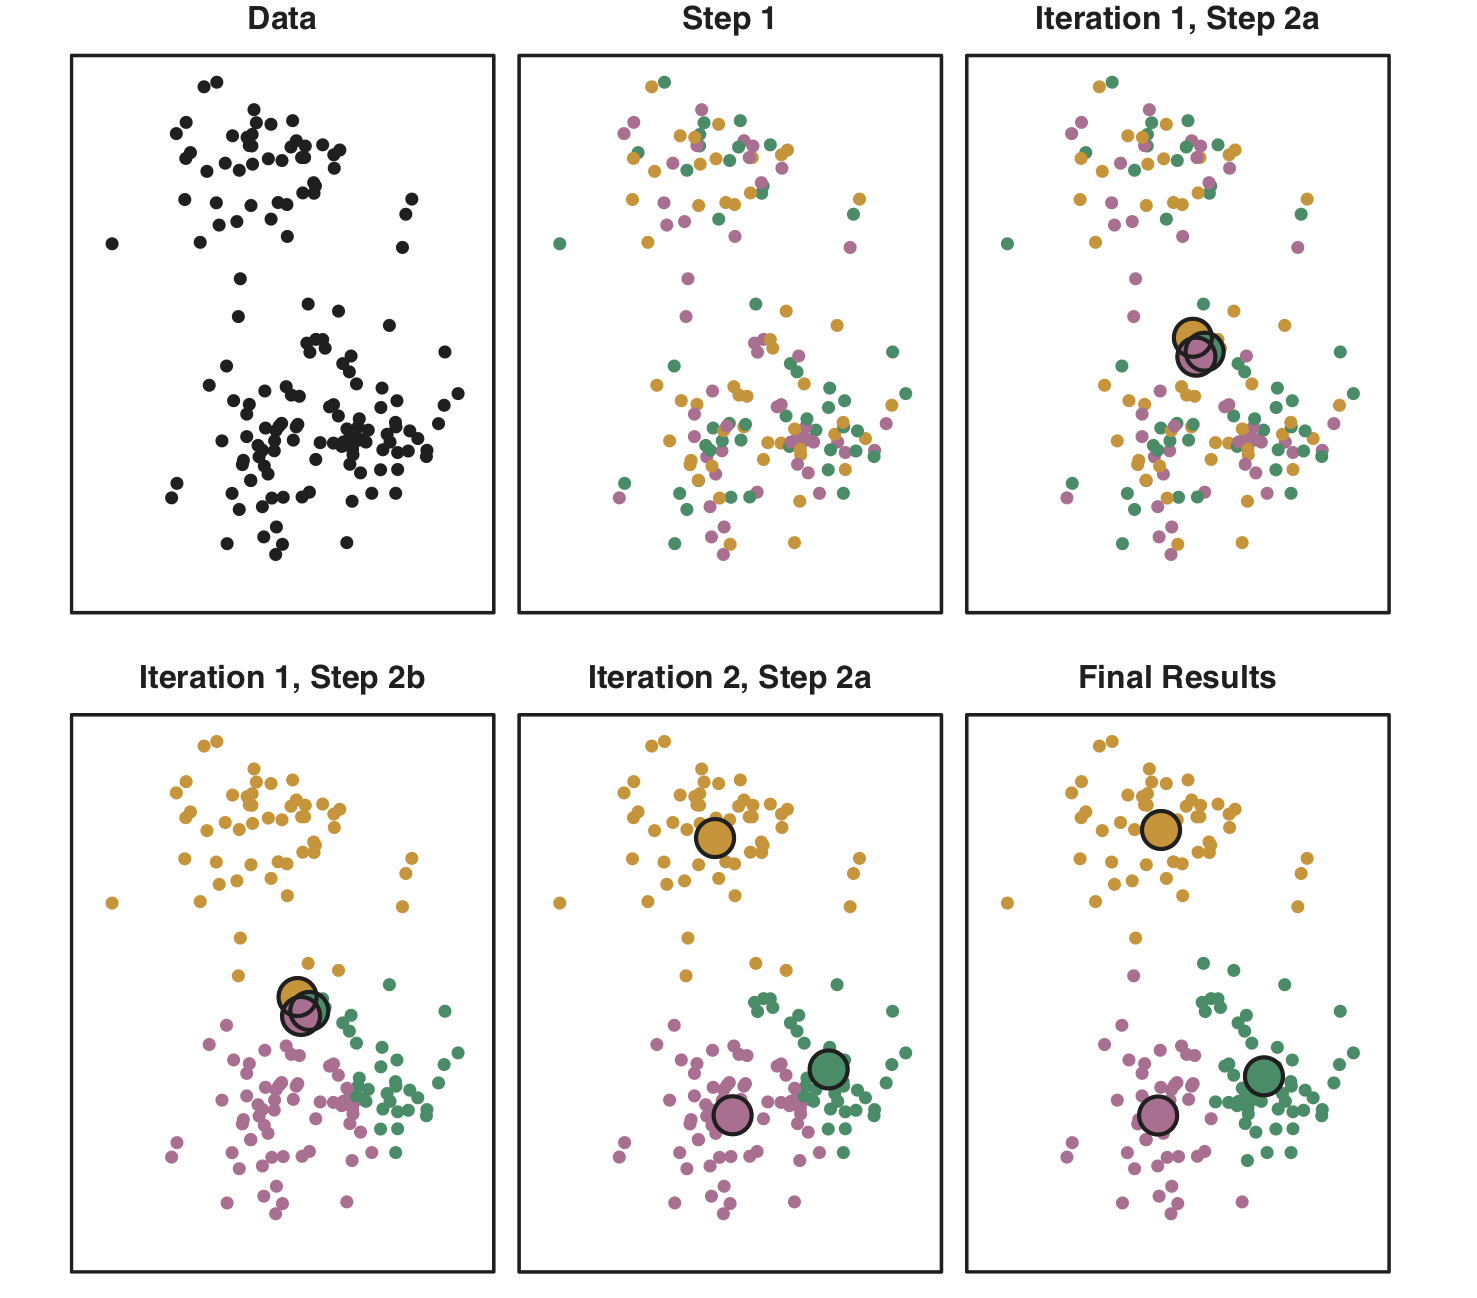 Data
Step 1
Iteration 1, Step 2a
Iteration 1, Step 2b
Iteration 2, Step 2a
Final Results